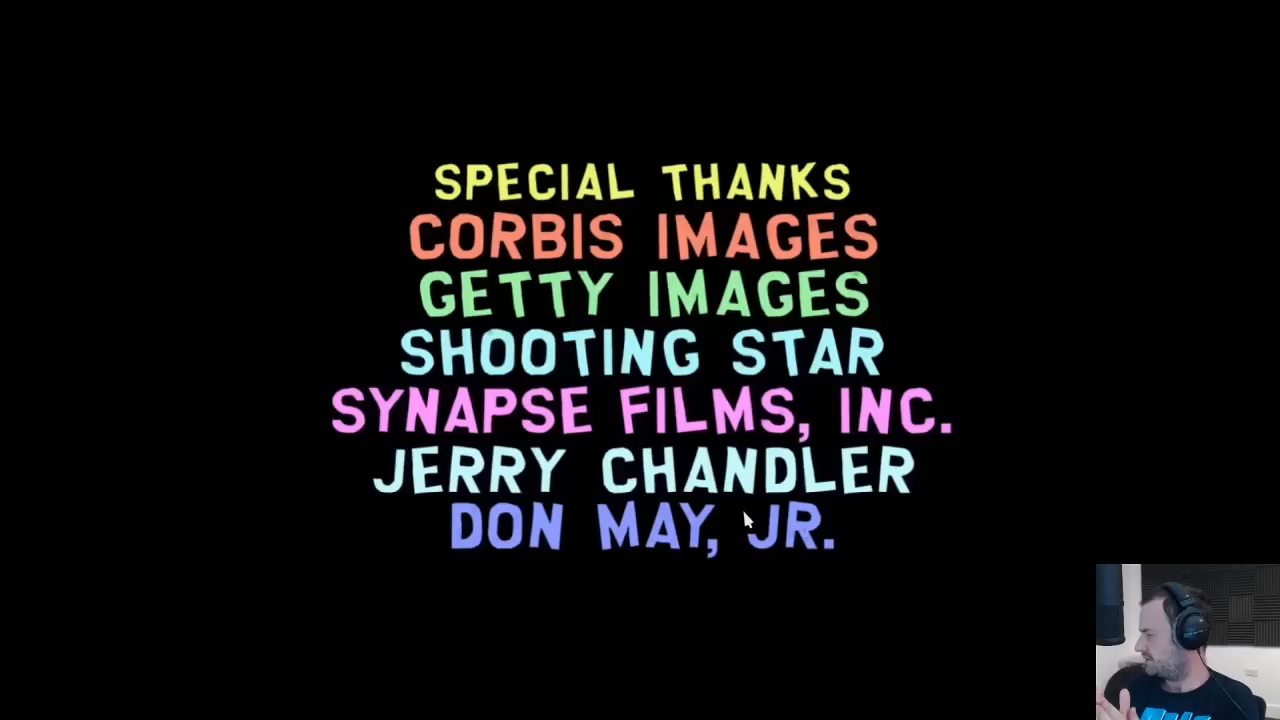 SPECIAL THANKS
CORBIS IMAGES
GETTY IMAGES
SHOOTING STAR
SYNAPSE FILMS, INC.
JERRY CHANDLER
DON MAY, JR.